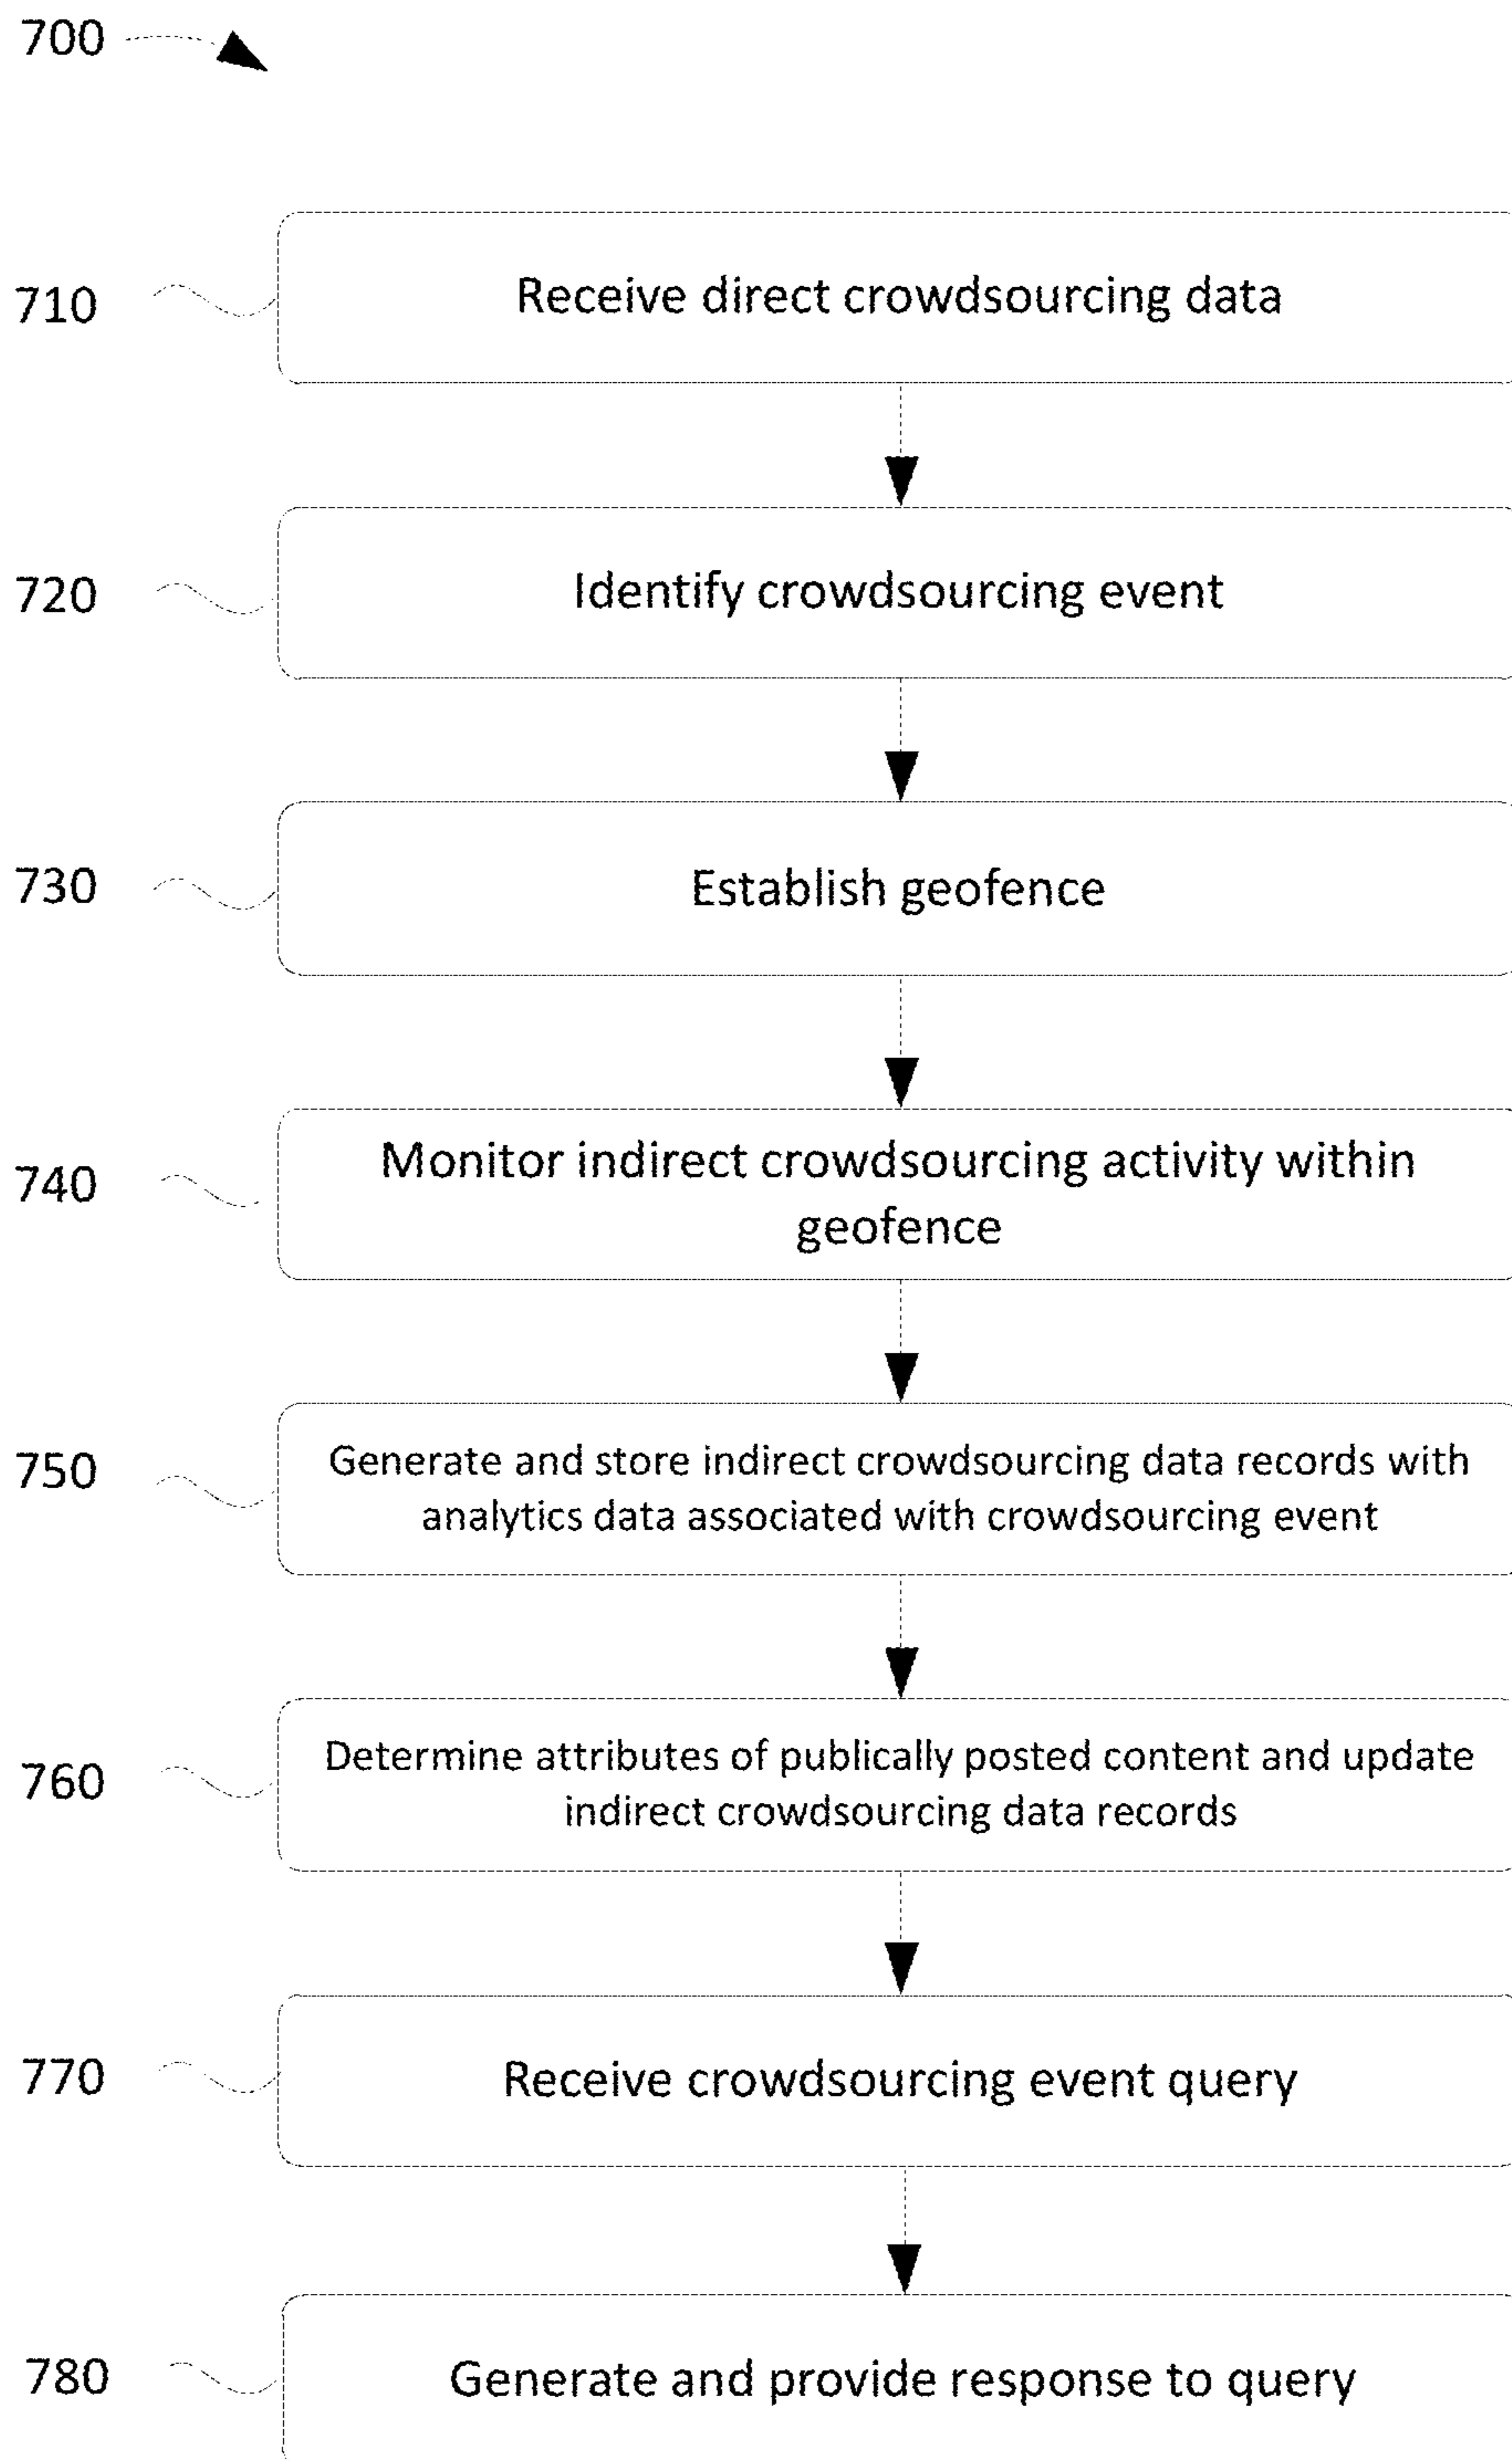 700
710
Receive direct crowdsourcing data
720
Identify crowdsourcing event
730
Establish geofence
740
Monitor indirect crowdsourcing activity within
geofence
750
Generate and store indirect crowdsourcing data records with
analytics data associated with crowdsourcing event
760
Determine attributes of publically posted content and update
indirect crowdsourcing data records
770
Receive crowdsourcing event query
780
Generate and provide response to query